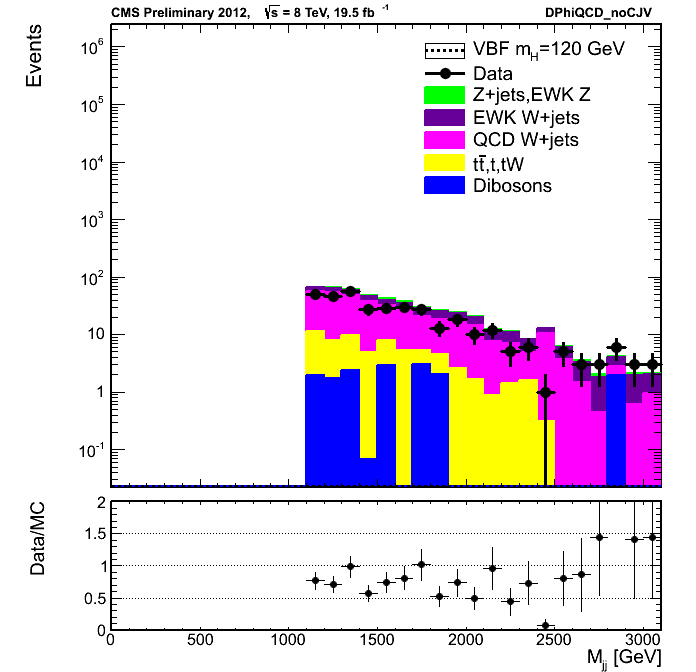 CMS Preliminary 2012, √s = 8 TeV, 19.5 fb⁻¹ DPhiQCD_noCJV
Events
10⁶
10⁵
10⁴
10³
10²
10
1
10⁻¹
VBF m_H=120 GeV
Data
Z+jets,EWK Z
EWK W+jets
QCD W+jets
tt̄,t,tW
Dibosons
Data/MC
2
1.5
1
0.5
0
0 500 1000 1500 2000 2500 3000
M_jj [GeV]